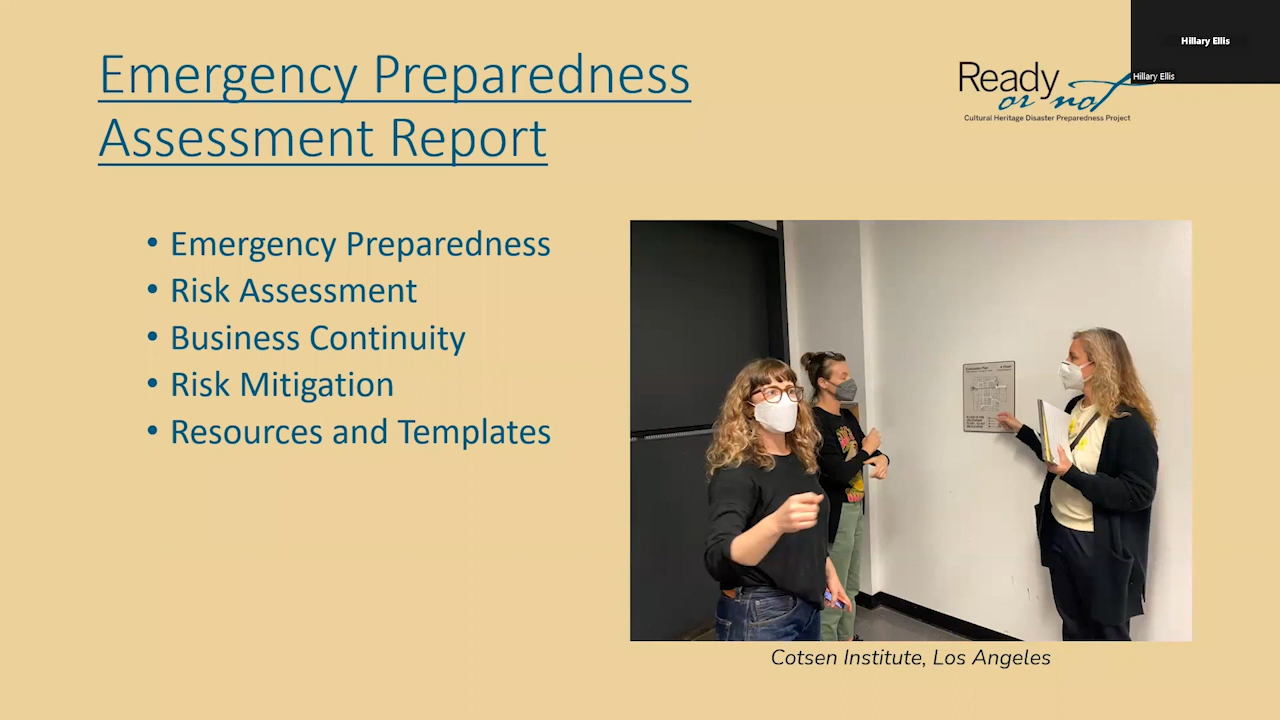 Emergency Preparedness
Assessment Report
Hillary Ellis
Hillary Ellis
Ready
or not
Cultural Heritage Disaster Preparedness Project
• Emergency Preparedness
• Risk Assessment
• Business Continuity
• Risk Mitigation
• Resources and Templates
Cotsen Institute, Los Angeles